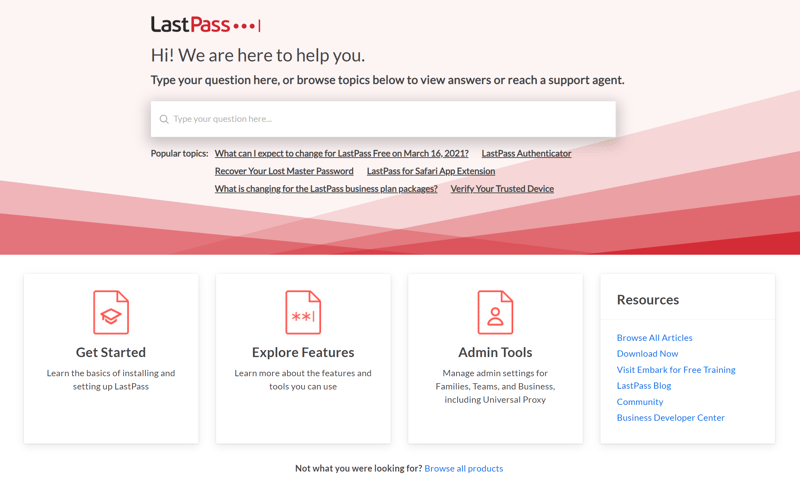 LastPass
Hi! We are here to help you.
Type your question here, or browse topics below to view answers or reach a support agent.
Type your question here...
Popular topics: What can I expect to change for LastPass Free on March 16, 2021? LastPass Authenticator
Recover Your Lost Master Password LastPass for Safari App Extension
What is changing for the LastPass business plan packages? Verify Your Trusted Device
Get Started
Learn the basics of installing and
setting up LastPass
Explore Features
Learn more about the features and
tools you can use
Admin Tools
Manage admin settings for
Families, Teams, and Business,
including Universal Proxy
Resources
Browse All Articles
Download Now
Visit Embark for Free Training
LastPass Blog
Community
Business Developer Center
Not what you were looking for? Browse all products